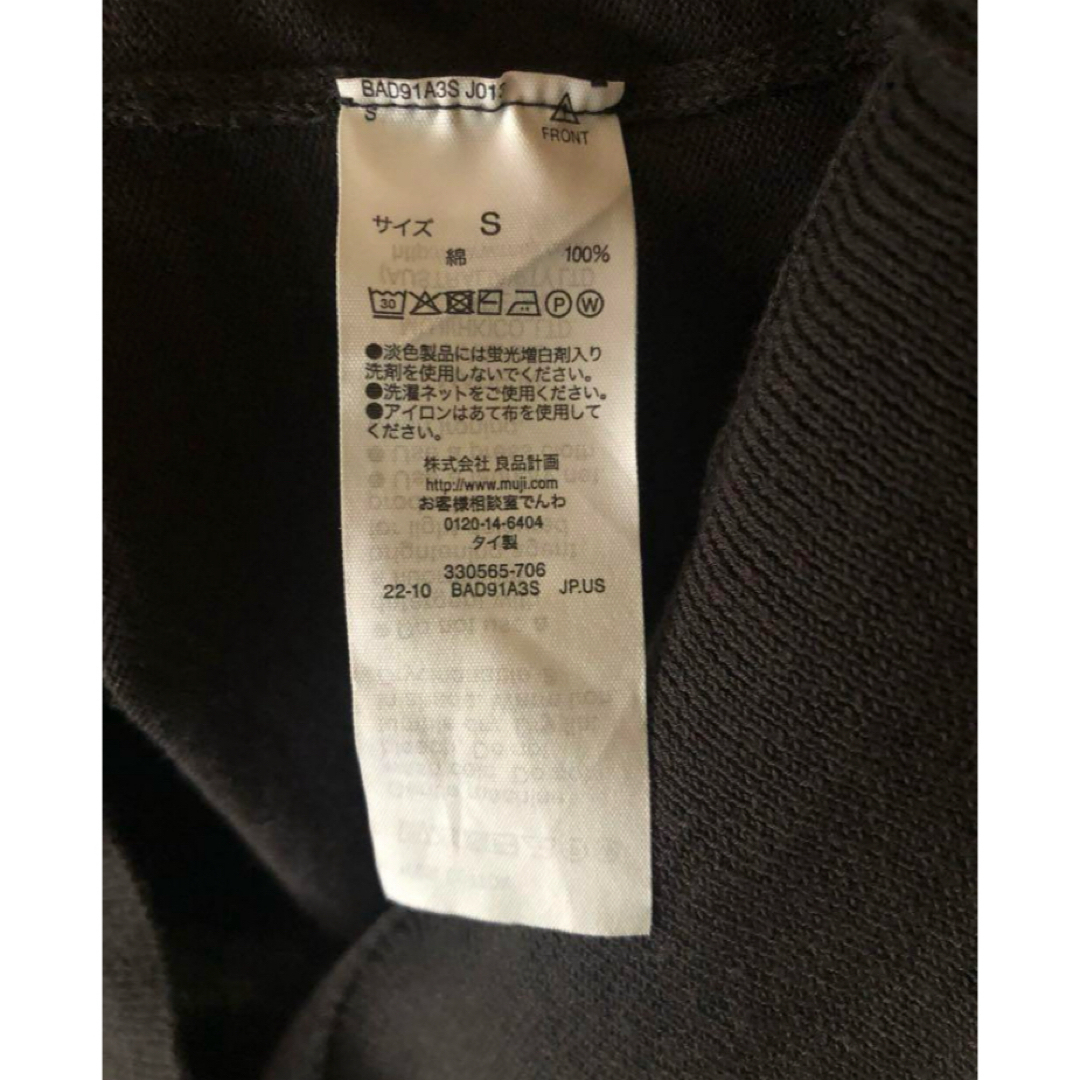 BAD91A3S J01
S
FRONT
サイズ S
綿 100%
30 P W
●淡色製品には蛍光増白剤入り
洗剤を使用しないでください。
●洗濯ネットをご使用ください。
●アイロンはあて布を使用して
ください。
株式会社 良品計画
http://www.muji.com
お客様相談室でんわ
0120-14-6404
タイ製
330565-706
22-10 BAD91A3S JP.US